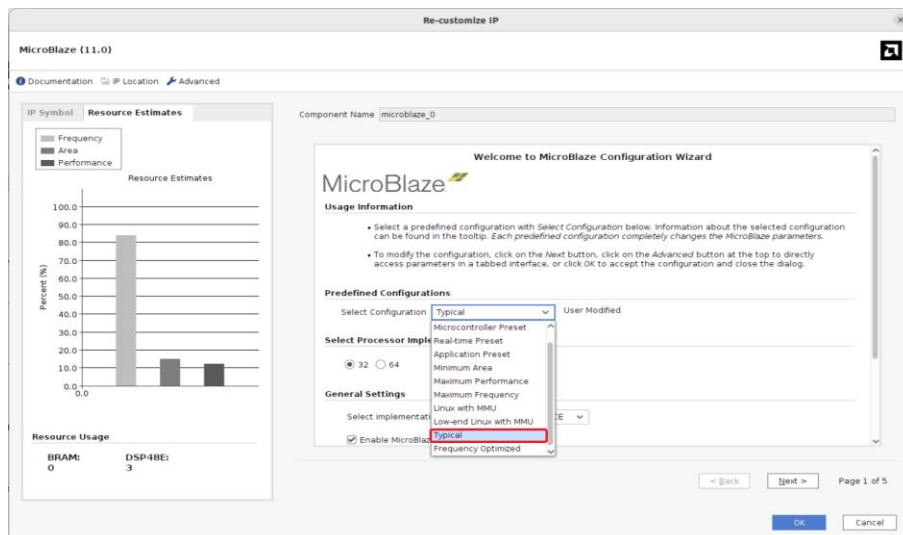 Re-customize IP
MicroBlaze (11.0)
Documentation IP Location Advanced
IP Symbol Resource Estimates
Frequency
Area
Performance
Resource Estimates
Percent (%)
100.0
90.0
80.0
70.0
60.0
50.0
40.0
30.0
20.0
10.0
0.0
0.0
Resource Usage
BRAM: DSP48E:
0 3
Component Name microblaze_0
Welcome to MicroBlaze Configuration Wizard
MicroBlaze
Usage Information
• Select a predefined configuration with Select Configuration below. Information about the selected configuration
can be found in the tooltip. Each predefined configuration completely changes the MicroBlaze parameters.
• To modify the configuration, click on the Next button, click on the Advanced button at the top to directly
access parameters in a tabbed interface, or click OK to accept the configuration and close the dialog.
Predefined Configurations
Select Configuration Typical User Modified
Microcontroller Preset
Select Processor Imple Real-time Preset
Application Preset
32 64 Minimum Area
Maximum Performance
General Settings Maximum Frequency
Linux with MMU
Select implementati Low-end Linux with MMU CE
Typical
Enable MicroBlaz Frequency Optimized
< Back Next > Page 1 of 5
OK Cancel